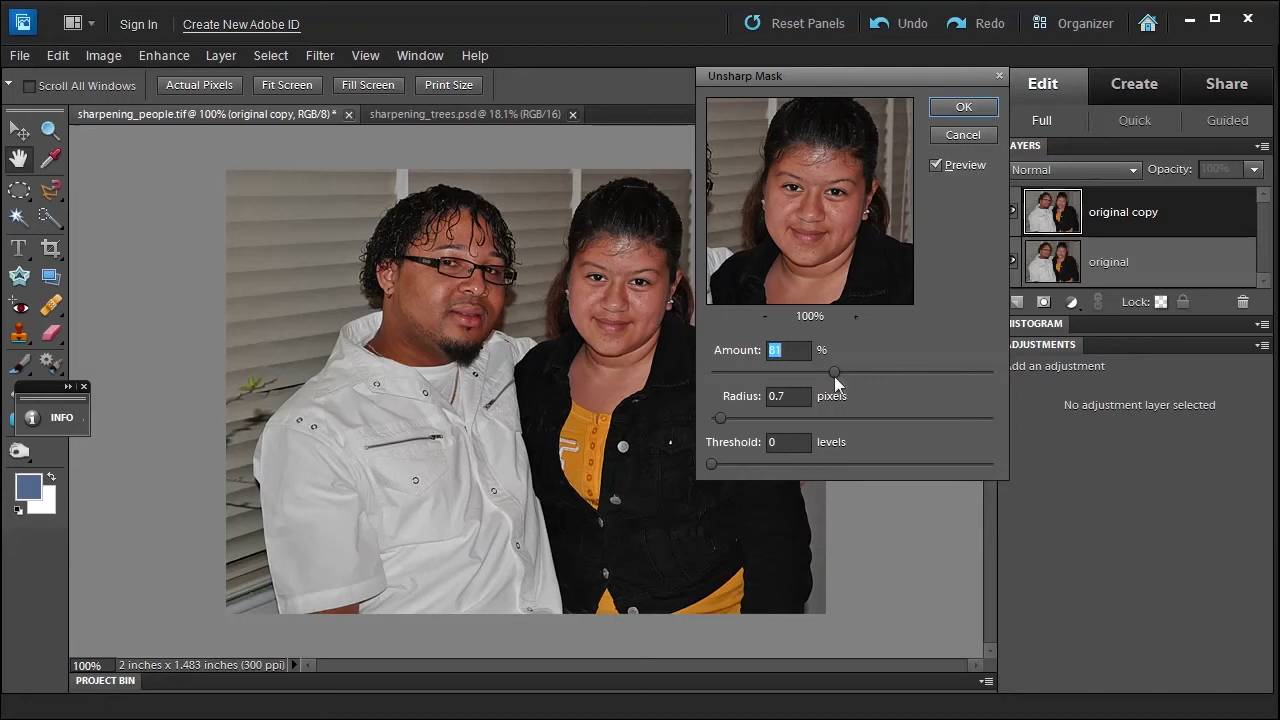 Sign In Create New Adobe ID Reset Panels Undo Redo Organizer
File Edit Image Enhance Layer Select Filter View Window Help
Scroll All Windows Actual Pixels Fit Screen Fill Screen Print Size
Unsharp Mask
Edit Create Share
Full Quick Guided
sharpening_people.tif @ 100% (original copy, RGB/8) * sharpening_trees.psd @ 18.1% (RGB/16)
OK
Cancel
Preview
100%
Amount: 81 %
Radius: 0.7 pixels
Threshold: 0 levels
AYERS
Normal Opacity: 100%
original copy
original
Lock:
HISTOGRAM
ADJUSTMENTS
Add an adjustment
No adjustment layer selected
INFO
100% 2 inches x 1.483 inches (300 ppi)
PROJECT BIN